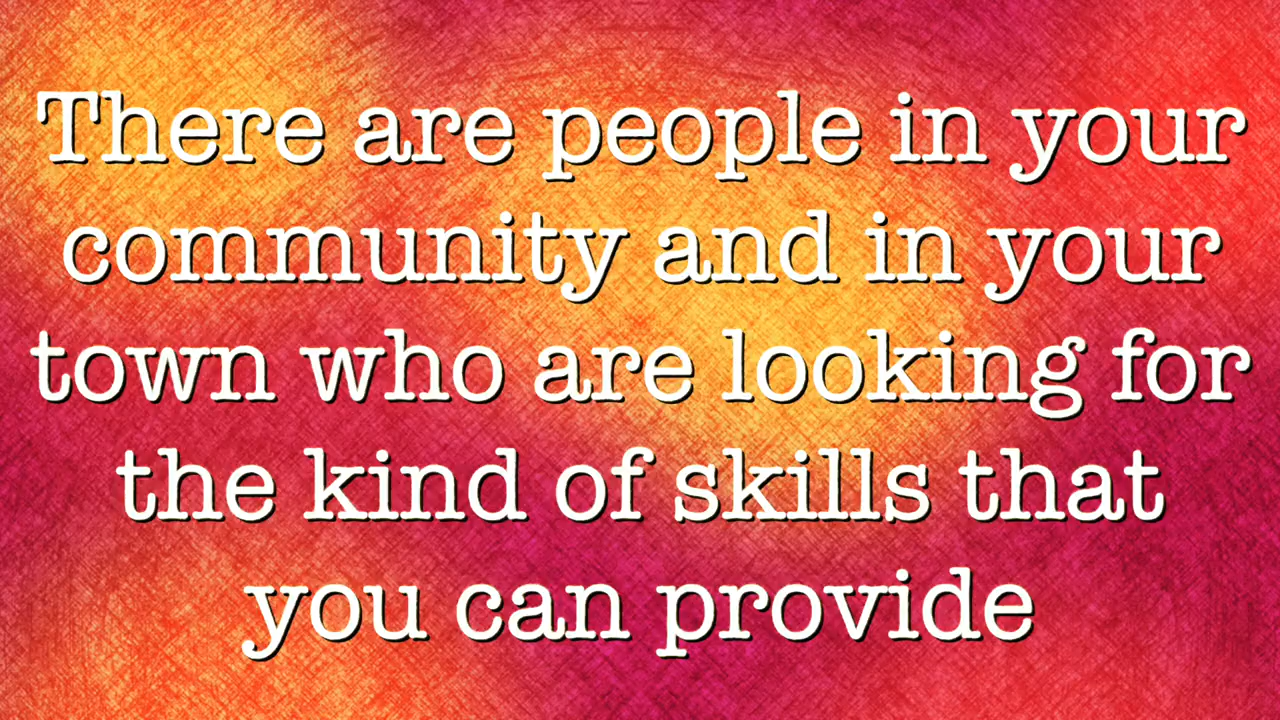 There are people in your
community and in your
town who are looking for
the kind of skills that
you can provide